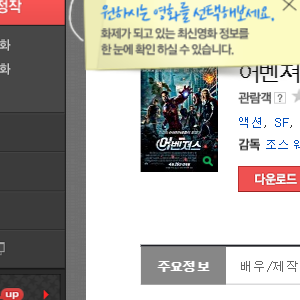 정작
원하시는 영화를 선택해보세요.
화제가 되고 있는 최신영화 정보를
한 눈에 확인 하실 수 있습니다.
화
화
어벤져
관람객 ?
액션, SF,
감독 조스
어벤져스
다운로드
주요정보
배우/제작
up